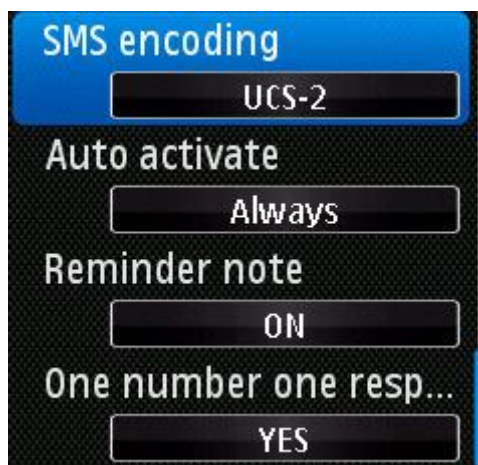 SMS encoding
UCS-2
Auto activate
Always
Reminder note
ON
One number one resp...
YES